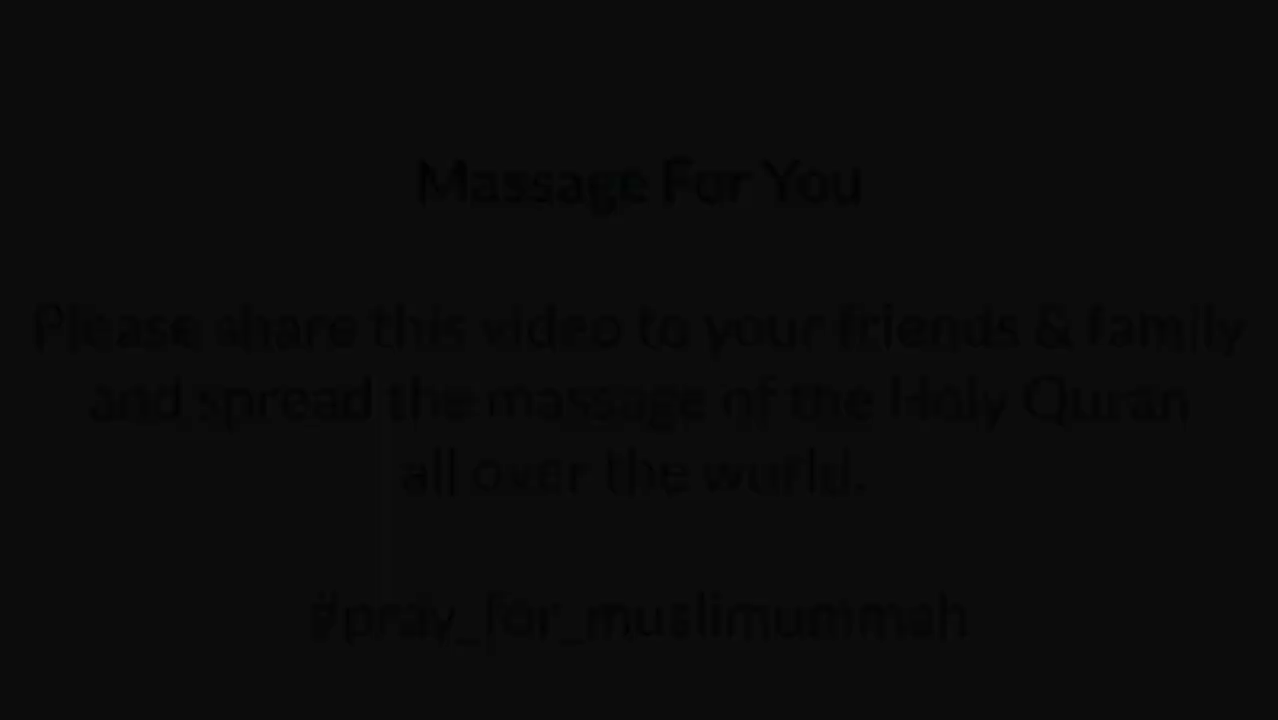 Massage For You
Please share this video to your friends & family
and spread the massage of the Holy Quran
all over the world.
#pray_for_muslimummah